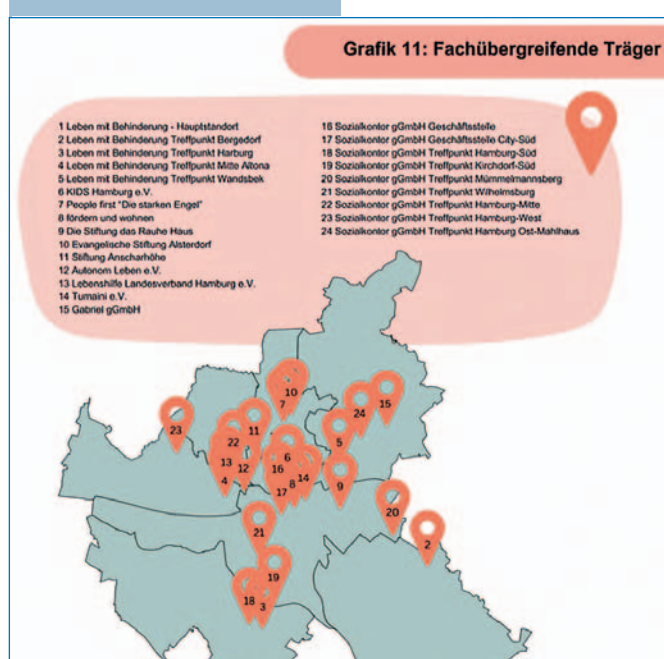 Grafik 11: Fachübergreifende Träger
1 Leben mit Behinderung - Hauptstandort
2 Leben mit Behinderung Treffpunkt Bergedorf
3 Leben mit Behinderung Treffpunkt Harburg
4 Leben mit Behinderung Treffpunkt Mitte Altona
5 Leben mit Behinderung Treffpunkt Wandsbek
6 KIDS Hamburg e.V.
7 People first "Die starken Engel"
8 fördern und wohnen
9 Die Stiftung das Rauhe Haus
10 Evangelische Stiftung Alsterdorf
11 Stiftung Anscharhöhe
12 Autonom Leben e.V.
13 Lebenshilfe Landesverband Hamburg e.V.
14 Tumaini e.V.
15 Gabriel gGmbH
16 Sozialkontor gGmbH Geschäftsstelle
17 Sozialkontor gGmbH Geschäftsstelle City-Süd
18 Sozialkontor gGmbH Treffpunkt Hamburg-Süd
19 Sozialkontor gGmbH Treffpunkt Kirchdorf-Süd
20 Sozialkontor gGmbH Treffpunkt Mümmelmannsberg
21 Sozialkontor gGmbH Treffpunkt Wilhelmsburg
22 Sozialkontor gGmbH Treffpunkt Hamburg-Mitte
23 Sozialkontor gGmbH Treffpunkt Hamburg-West
24 Sozialkontor gGmbH Treffpunkt Hamburg Ost-Mahlhaus
10
7
15
24
23
11
22
5
6
13
12
16
14
4
8
17
9
20
21
2
19
18
3